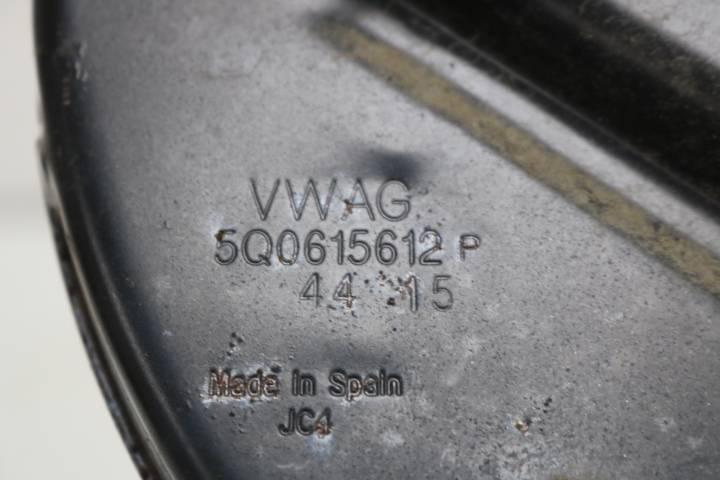 VWAG
5Q0615612 P
44 15
Made in Spain
JC4